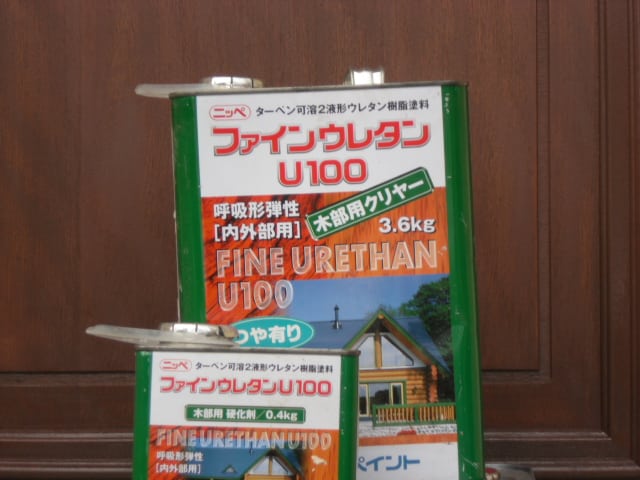 ニッペ ターペン可溶2液形ウレタン樹脂塗料
ファインウレタン
U100
呼吸形弾性
[内外部用]
木部用クリヤー
3.6kg
FINE URETHAN
U100
つや有り
ペイント
ニッペ ターペン可溶2液形ウレタン樹脂塗料
ファインウレタンU100
木部用 硬化剤/0.4kg
FINE URETHAN U100
呼吸形弾性
[内外部用]